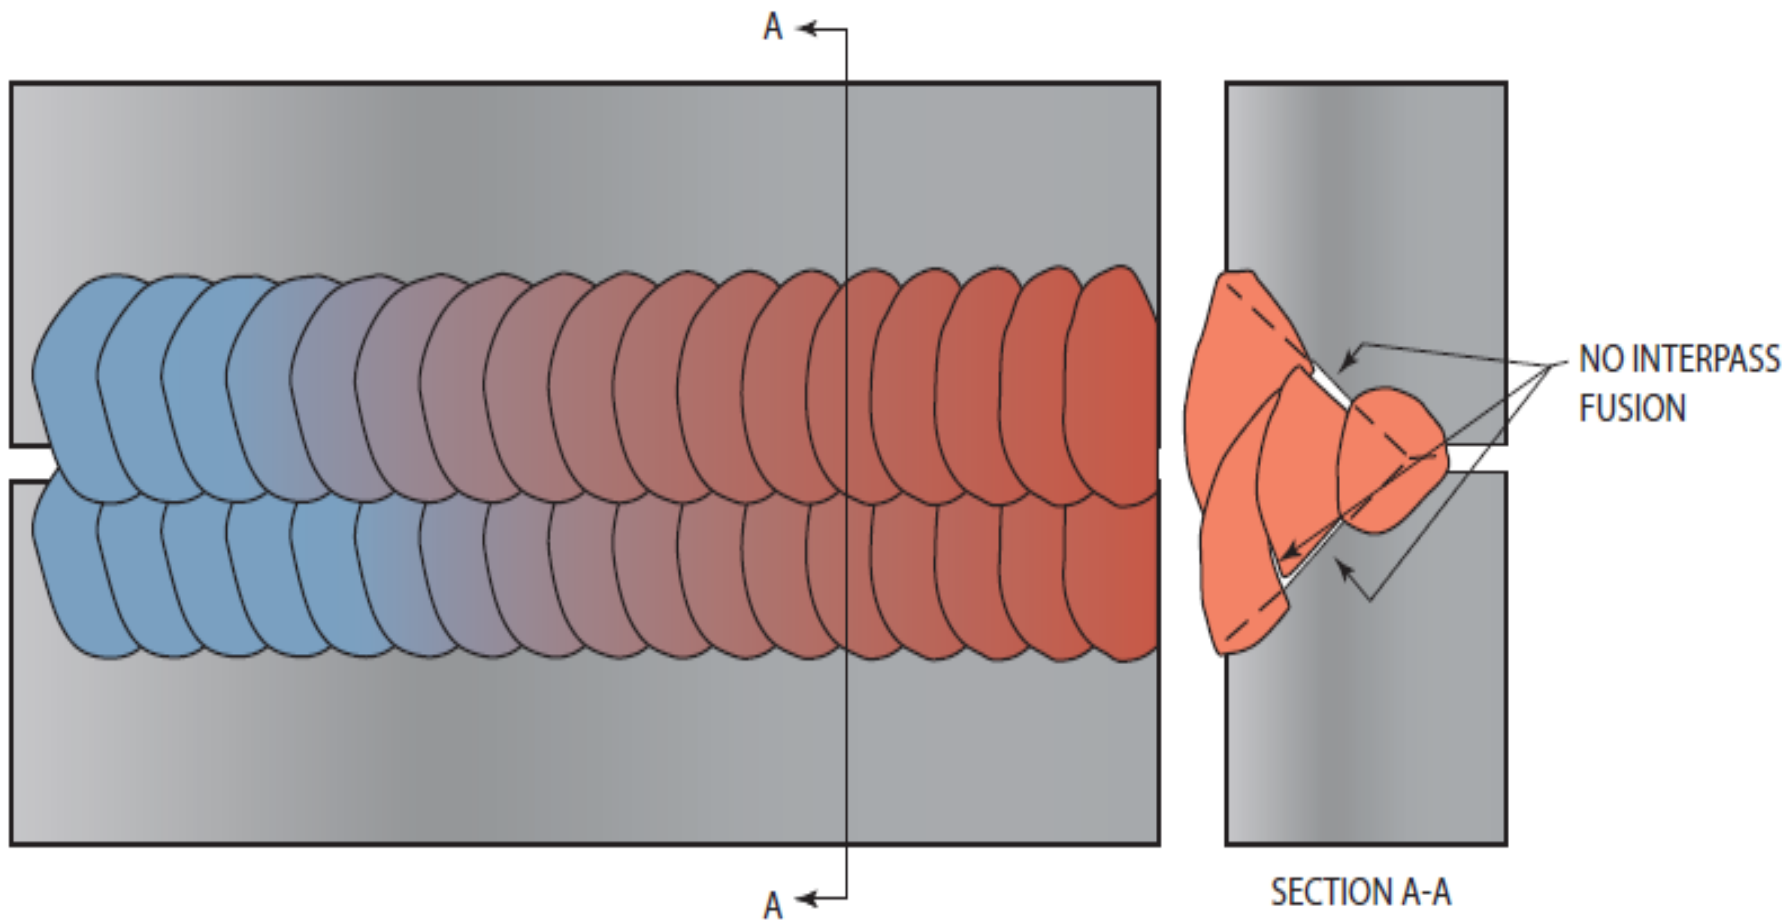 A
NO INTERPASS
FUSION
A
SECTION A-A